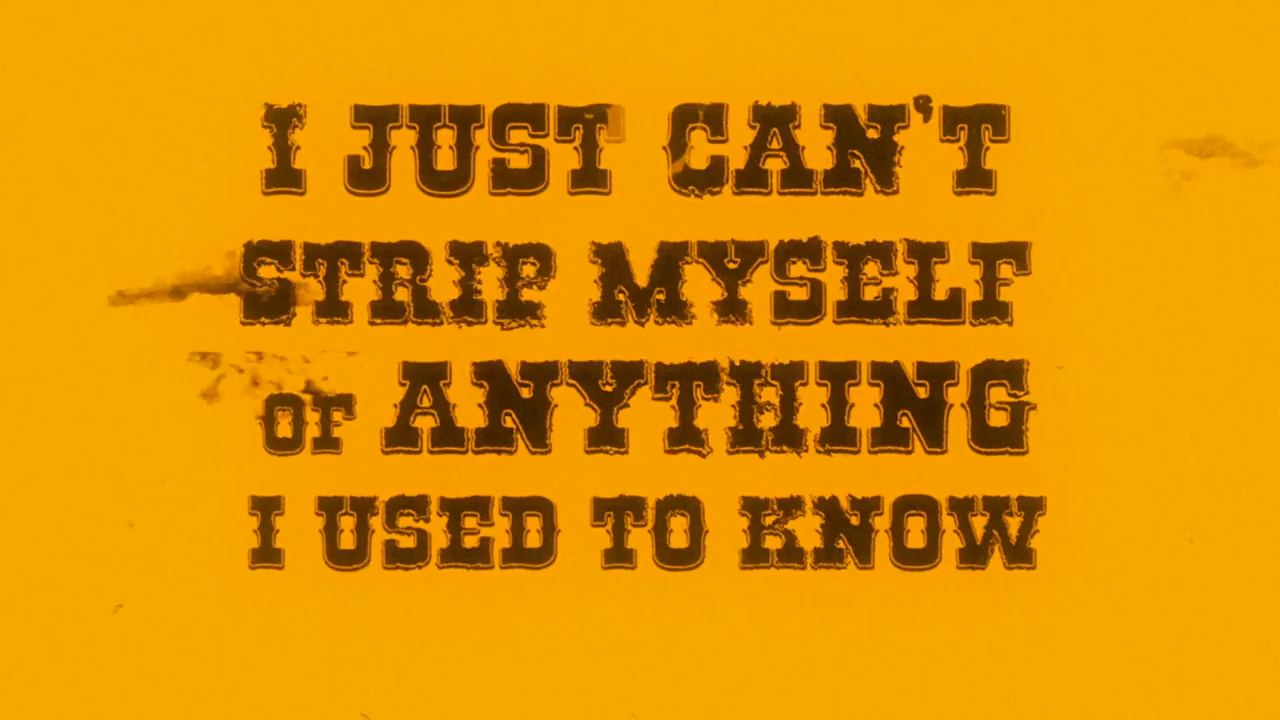 I JUST CAN'T
STRIP MYSELF
OF ANYTHING
I USED TO KNOW